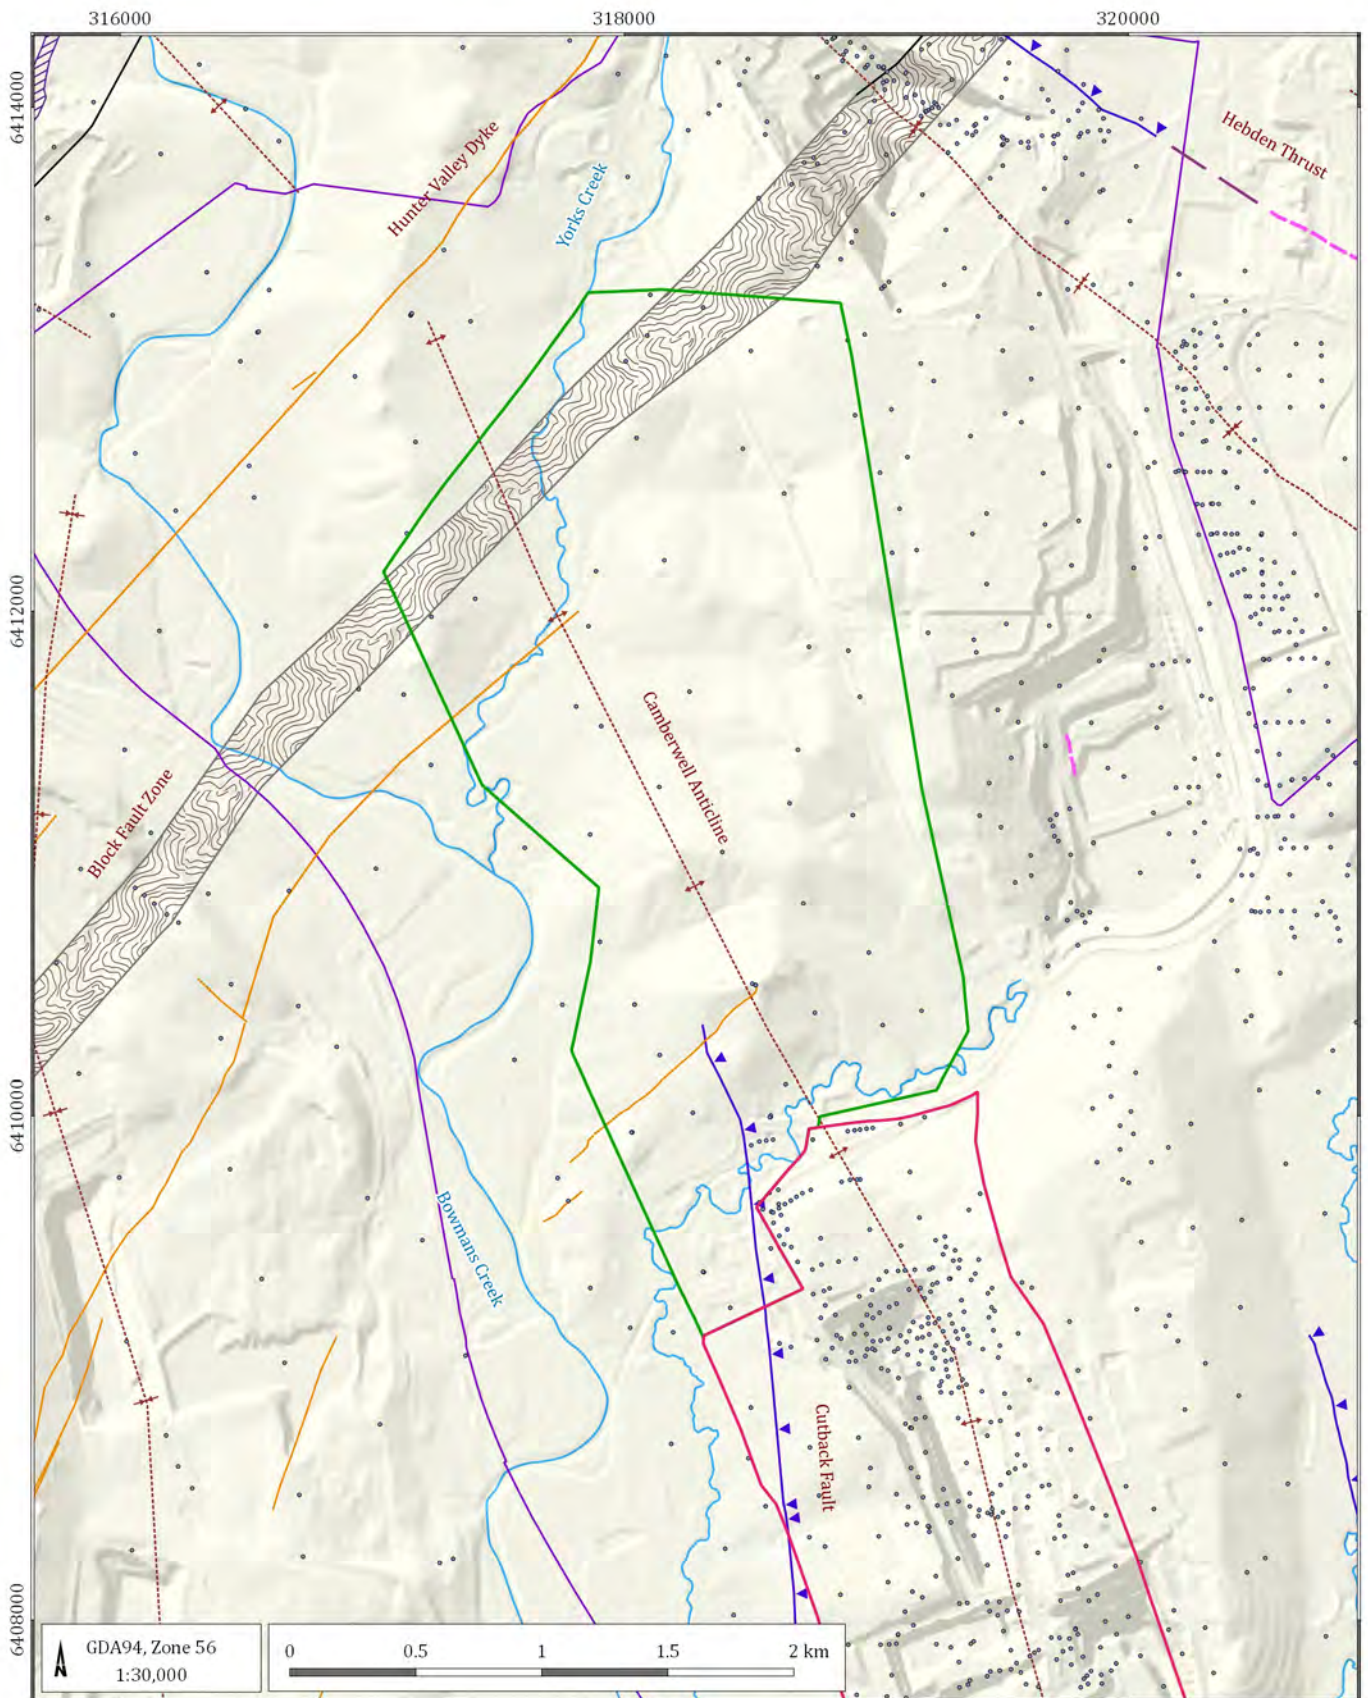 316000
318000
320000
6414000
Hebden Thrust
Hunter Valley Dyke
Yorks Creek
6412000
Camberwell Anticline
Block Fault Zone
6410000
Bowmans Creek
Cutback Fault
6408000
GDA94, Zone 56
1:30,000
0 0.5 1 1.5 2 km